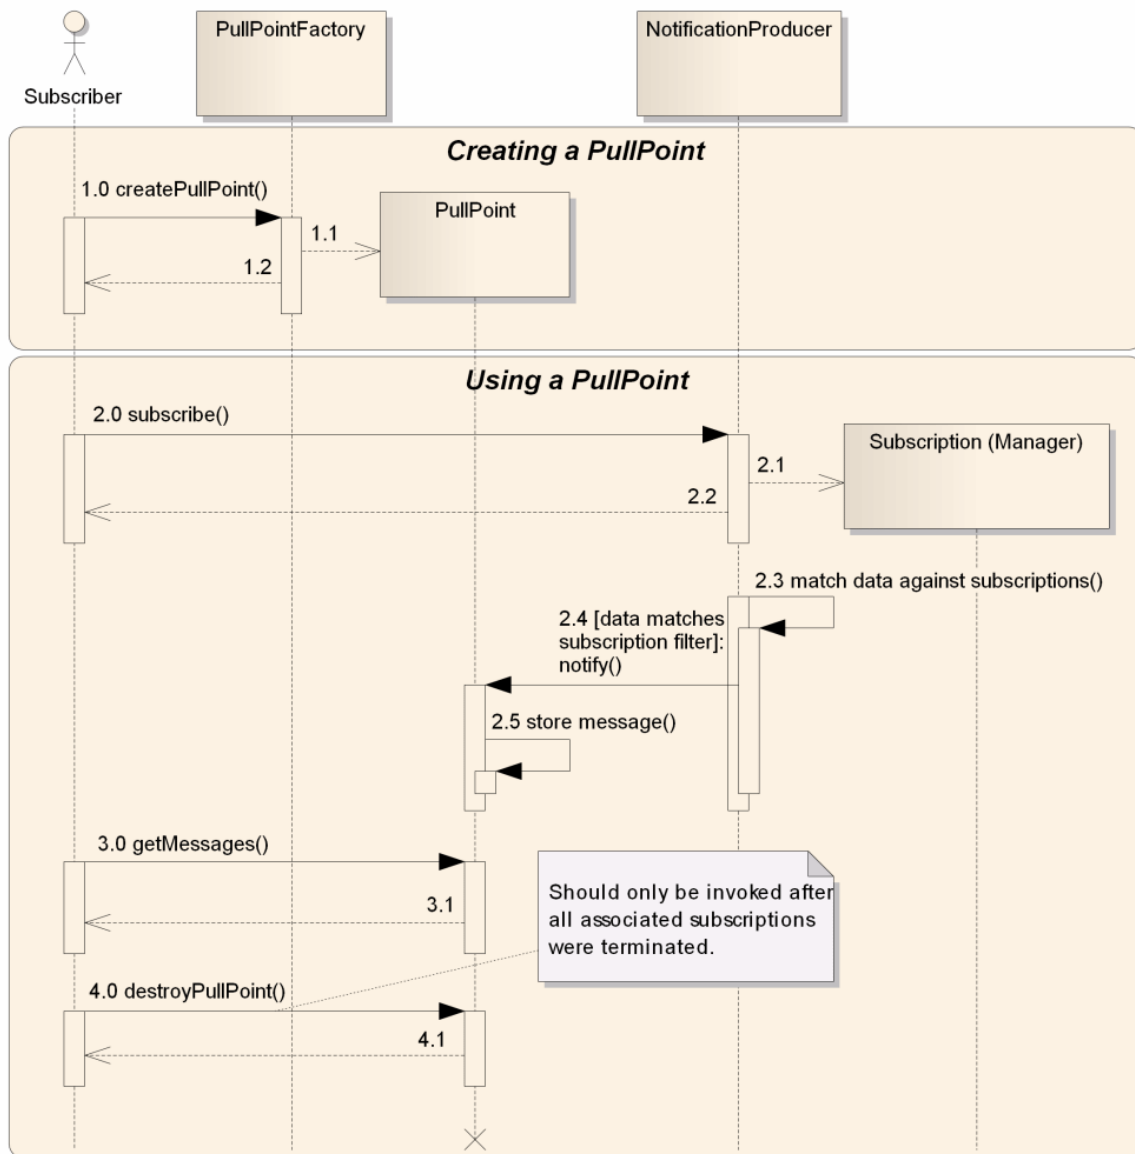 PullPointFactory
NotificationProducer
Subscriber
Creating a PullPoint
1.0 createPullPoint()
PullPoint
1.1
1.2
Using a PullPoint
2.0 subscribe()
Subscription (Manager)
2.1
2.2
2.3 match data against subscriptions()
2.4 [data matches
subscription filter]:
notify()
2.5 store message()
3.0 getMessages()
3.1
Should only be invoked after
all associated subscriptions
were terminated.
4.0 destroyPullPoint()
4.1